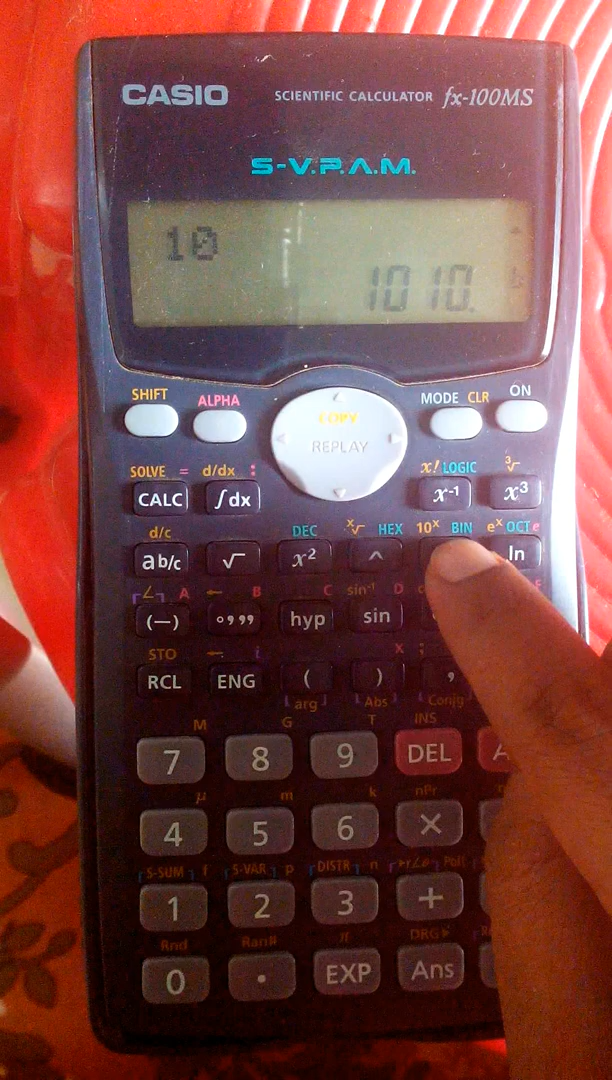 CASIO SCIENTIFIC CALCULATOR fx-100MS
S-V.P.A.M.
10
1010.
SHIFT ALPHA COPY REPLAY MODE CLR ON
SOLVE = d/dx : x! LOGIC ³√
CALC ∫dx x⁻¹ x³
d/c DEC ˣ√ HEX 10ˣ BIN eˣ OCT e
ab/c √ x² ^ ln
∠ A ← B C sin⁻¹ D
(—) °,,, hyp sin
STO ← i X ;
RCL ENG ( ) ,
arg Abs Conjg
M G T INS
7 8 9 DEL
μ m k nPr
4 5 6 ×
S-SUM f S-VAR p DISTR n Pol(
1 2 3 +
Rnd Ran# π DRG▶
0 . EXP Ans